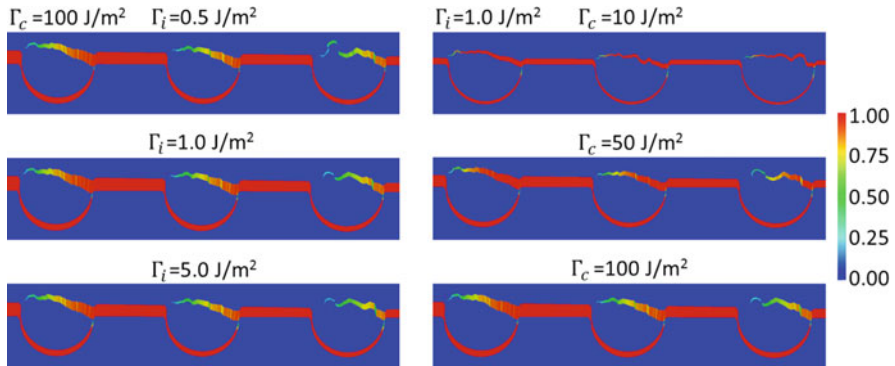 Γc =100 J/m² Γi =0.5 J/m²
Γi =1.0 J/m²
Γi =5.0 J/m²
Γi =1.0 J/m² Γc =10 J/m²
Γc =50 J/m²
Γc =100 J/m²
1.00
0.75
0.50
0.25
0.00